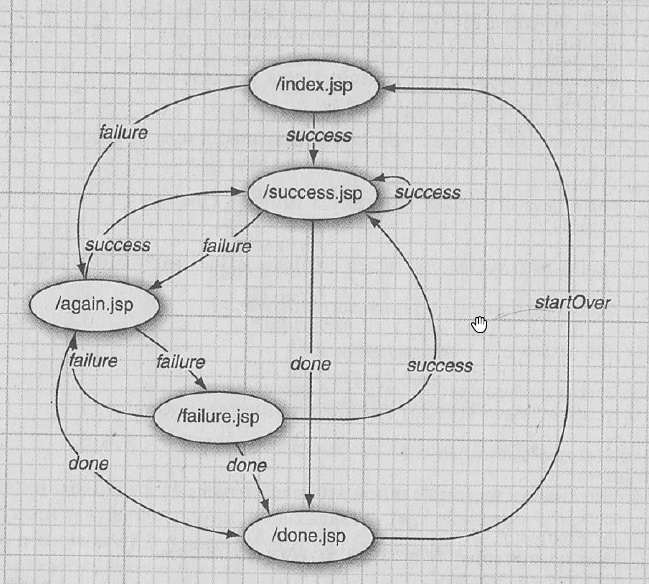 /index.jsp
failure
success
/success.jsp
success
success
failure
/again.jsp
startOver
failure
failure
done
success
/failure.jsp
done
done
/done.jsp